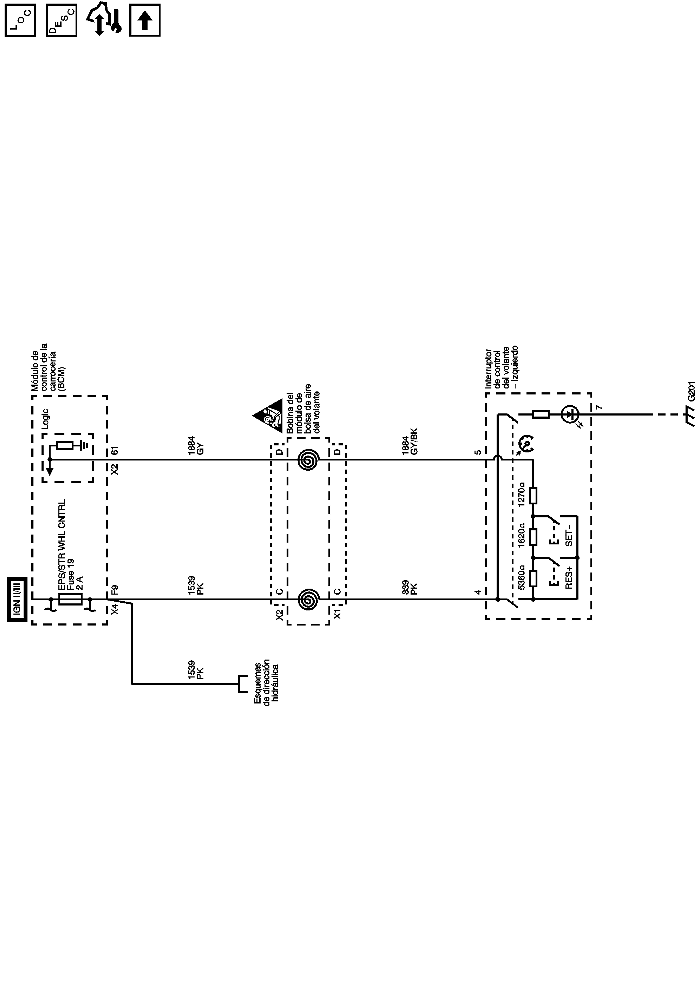 LOC
DESC
IGN II/III
Módulo de
control de la
carrocería
(BCM)
Logic
EPS/STR WHL CNTRL
Fuse 19
2 A
X2 61
X4 F9
1884
GY
1539
PK
1539
PK
Esquemas
de dirección
hidráulica
Bobina del
módulo de
bolsa de aire
del volante
D
D
X2 C
X1 C
1884
GY/BK
839
PK
Interruptor
de control
del volante
– Izquierdo
5
4
7
1270Ω
1620Ω
5360Ω
SET–
RES+
G201